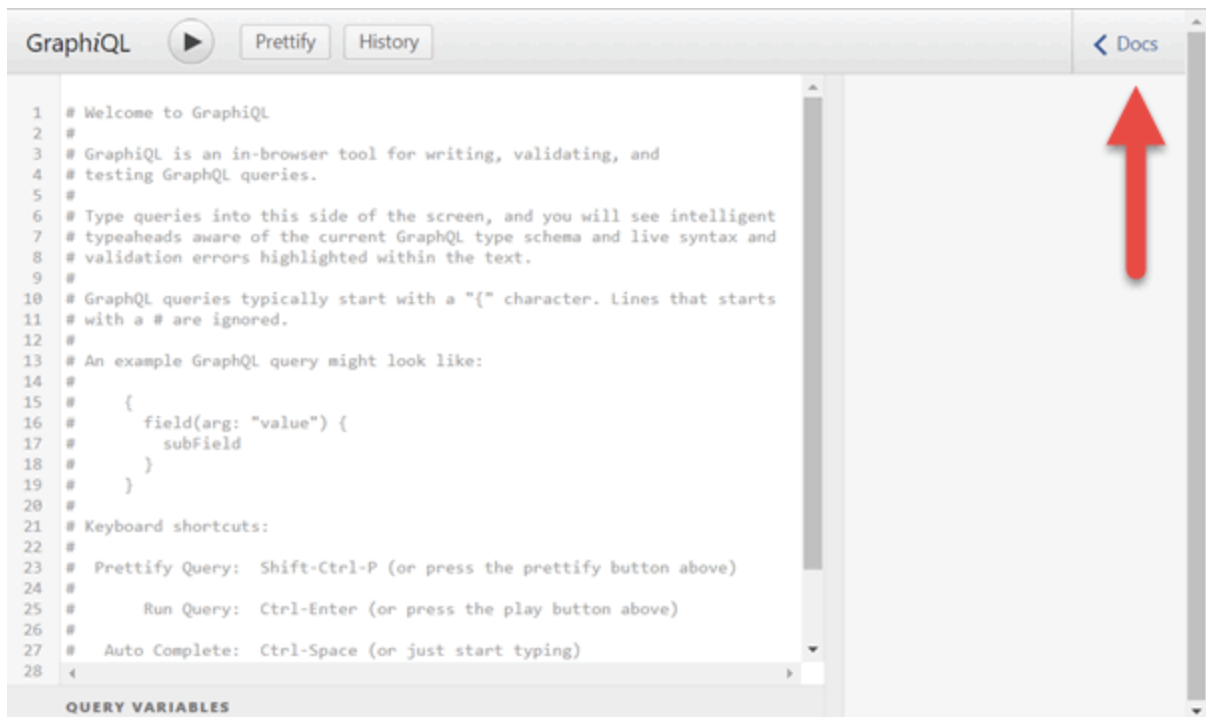 GraphiQL Prettify History Docs
1 # Welcome to GraphiQL
2 #
3 # GraphiQL is an in-browser tool for writing, validating, and
4 # testing GraphQL queries.
5 #
6 # Type queries into this side of the screen, and you will see intelligent
7 # typeaheads aware of the current GraphQL type schema and live syntax and
8 # validation errors highlighted within the text.
9 #
10 # GraphQL queries typically start with a "{" character. Lines that starts
11 # with a # are ignored.
12 #
13 # An example GraphQL query might look like:
14 #
15 #     {
16 #       field(arg: "value") {
17 #         subField
18 #       }
19 #     }
20 #
21 # Keyboard shortcuts:
22 #
23 #  Prettify Query:  Shift-Ctrl-P (or press the prettify button above)
24 #
25 #       Run Query:  Ctrl-Enter (or press the play button above)
26 #
27 #   Auto Complete:  Ctrl-Space (or just start typing)
28
QUERY VARIABLES